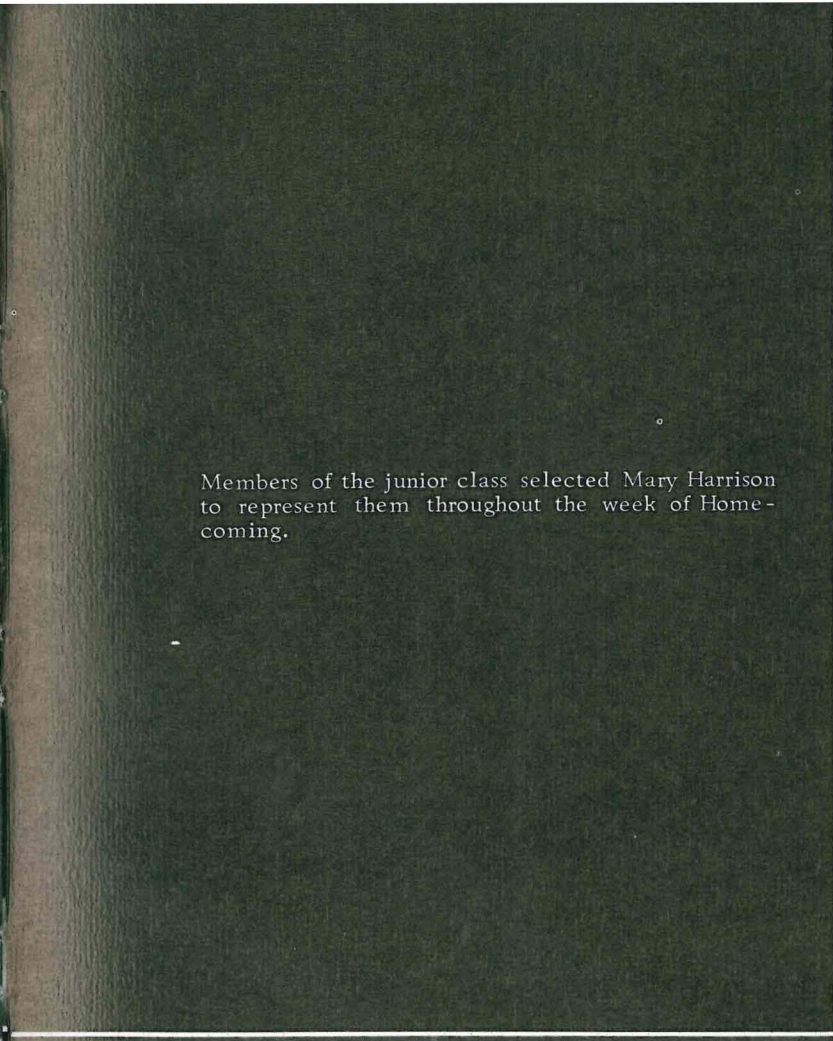 Members of the junior class selected Mary Harrison
to represent them throughout the week of Home-
coming.